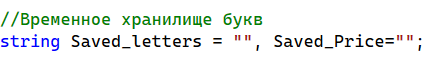 //Временное хранилище букв
string Saved_letters = "", Saved_Price="";